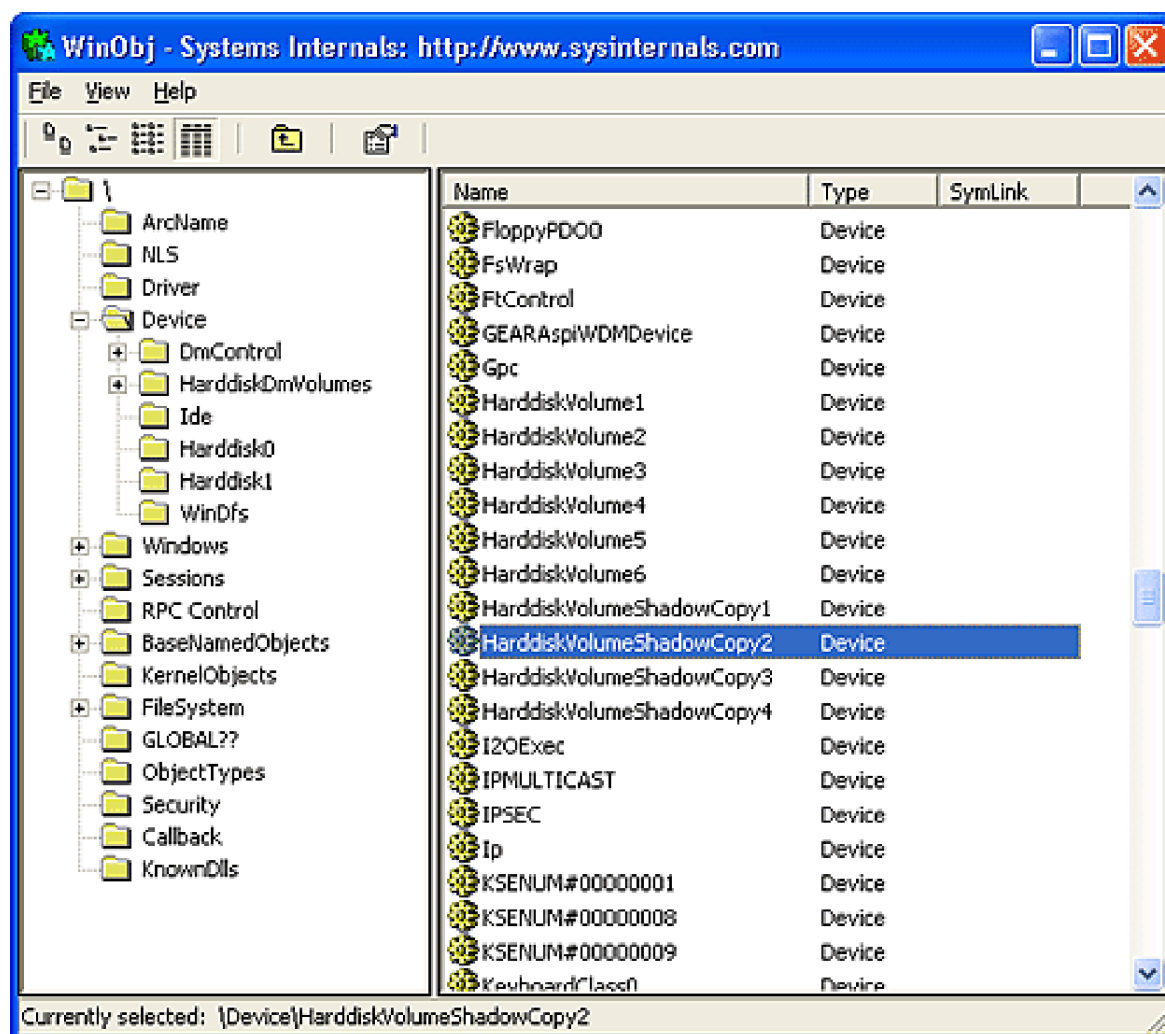 WinObj - Systems Internals: http://www.sysinternals.com
File View Help
\
ArcName
NLS
Driver
Device
DmControl
HarddiskDmVolumes
Ide
Harddisk0
Harddisk1
WinDfs
Windows
Sessions
RPC Control
BaseNamedObjects
KernelObjects
FileSystem
GLOBAL??
ObjectTypes
Security
Callback
KnownDlls
Name Type SymLink
FloppyPDO0 Device
FsWrap Device
FtControl Device
GEARAspiWDMDevice Device
Gpc Device
HarddiskVolume1 Device
HarddiskVolume2 Device
HarddiskVolume3 Device
HarddiskVolume4 Device
HarddiskVolume5 Device
HarddiskVolume6 Device
HarddiskVolumeShadowCopy1 Device
HarddiskVolumeShadowCopy2 Device
HarddiskVolumeShadowCopy3 Device
HarddiskVolumeShadowCopy4 Device
I2OExec Device
IPMULTICAST Device
IPSEC Device
Ip Device
KSENUM#00000001 Device
KSENUM#00000008 Device
KSENUM#00000009 Device
KeyboardClass0 Device
Currently selected: \Device\HarddiskVolumeShadowCopy2